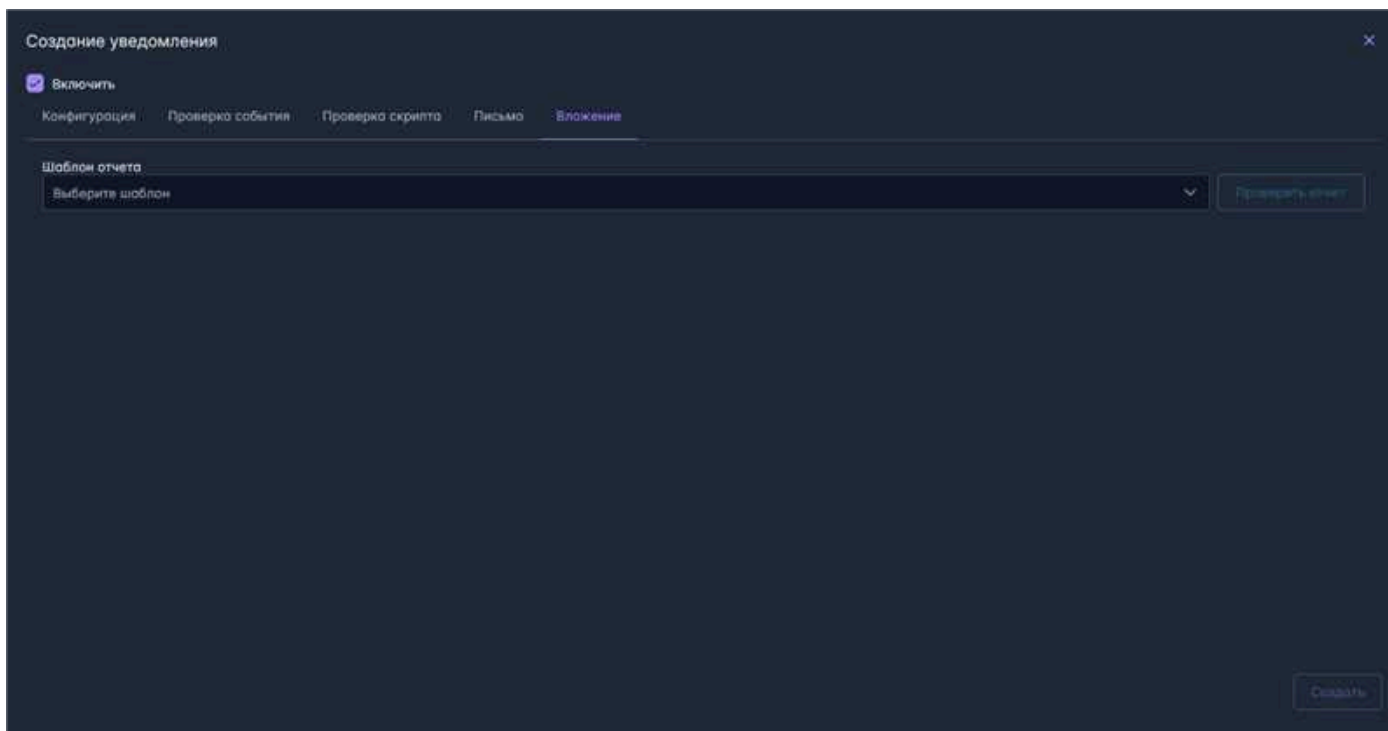 Создание уведомления
Включить
Конфигурация Проверка события Проверка скрипта Письмо Вложение
Шаблон отчета
Выберите шаблон Проверить отчет
Создать